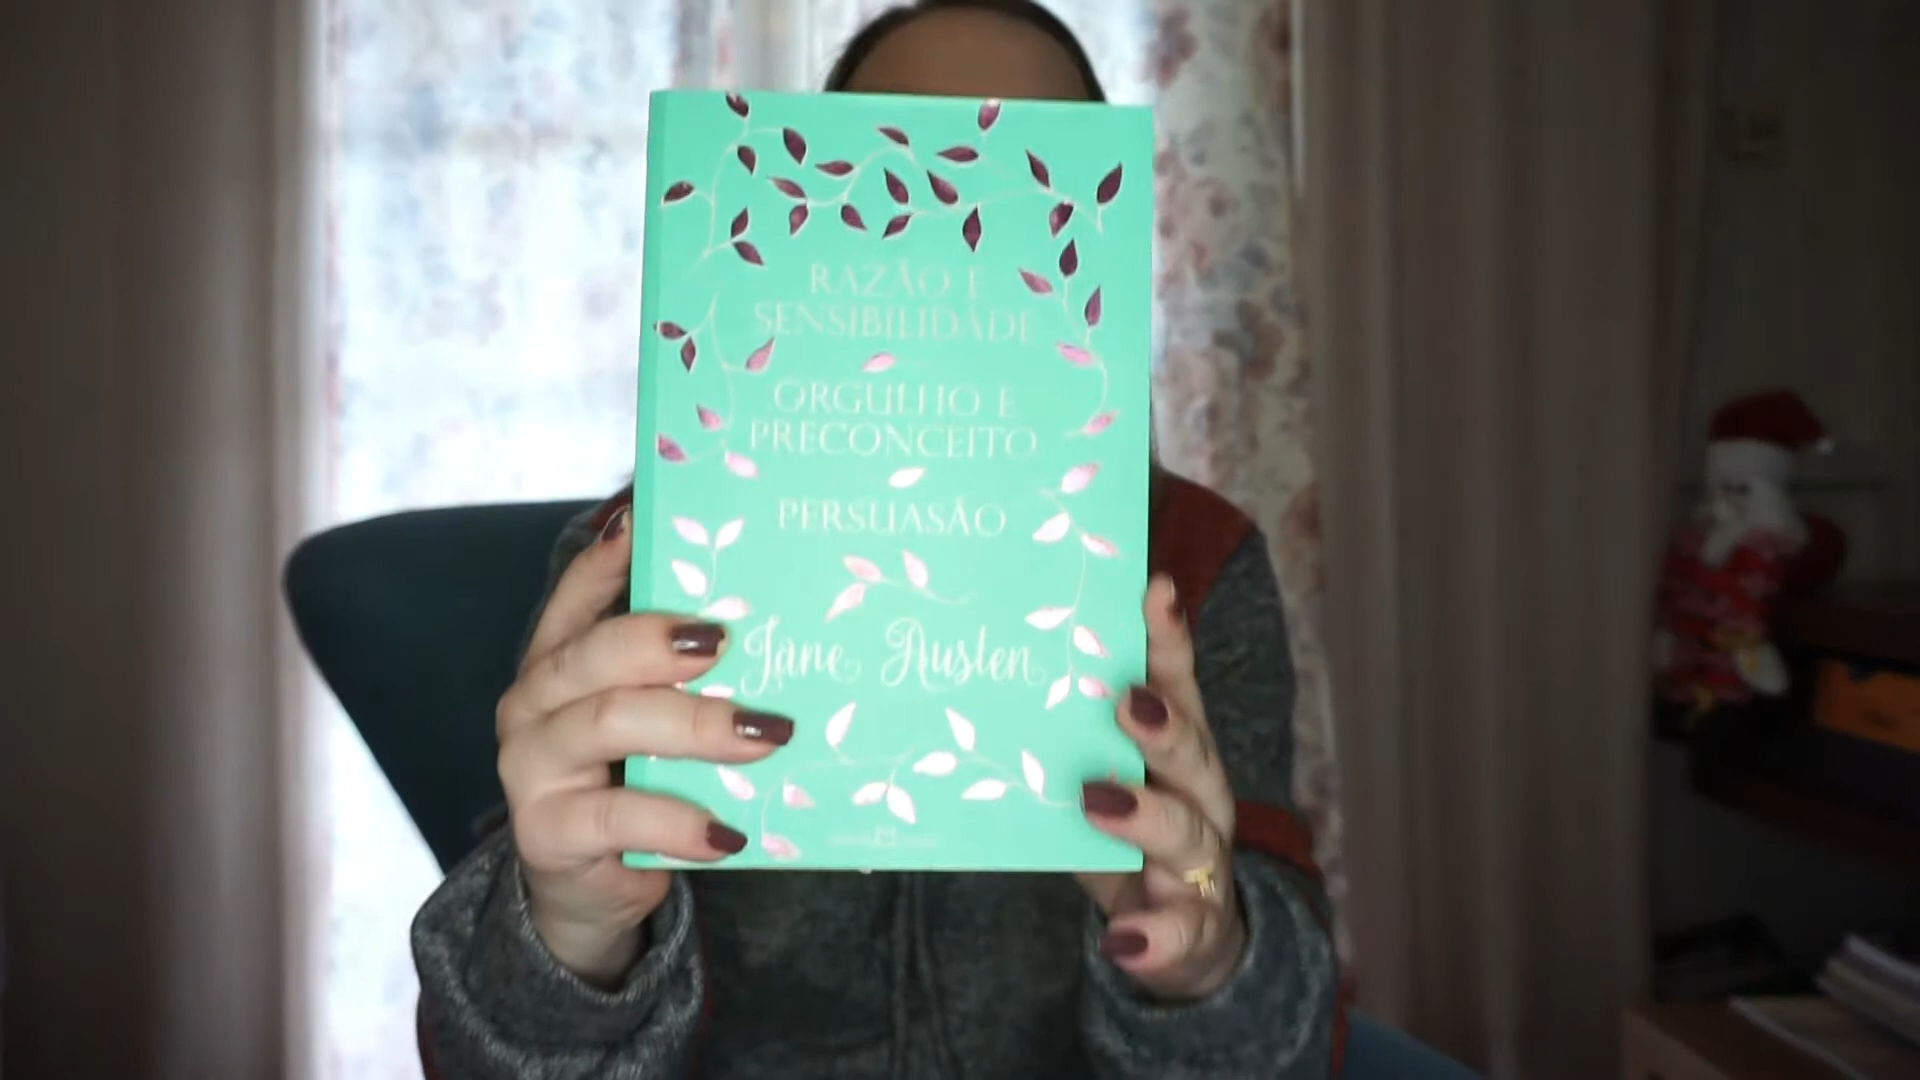 RAZÃO E
SENSIBILIDADE
ORGULHO E
PRECONCEITO
PERSUASÃO
Jane Austen